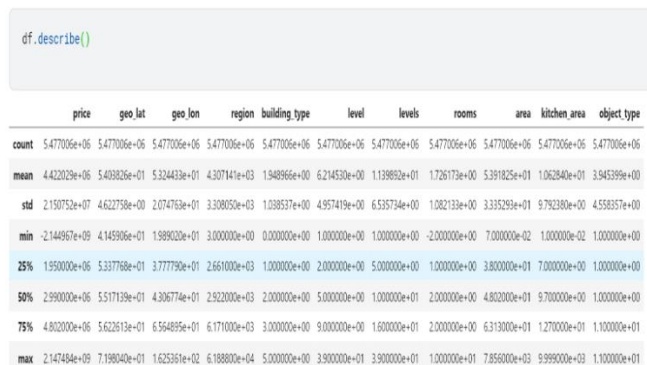 df.describe()
price geo_lat geo_lon region building_type level levels rooms area kitchen_area object_type
count 5.477006e+06 5.477006e+06 5.477006e+06 5.477006e+06 5.477006e+06 5.477006e+06 5.477006e+06 5.477006e+06 5.477006e+06 5.477006e+06 5.477006e+06
mean 4.422029e+06 5.403826e+01 5.324433e+01 4.307141e+03 1.948966e+00 6.214530e+00 1.139892e+01 1.726173e+00 5.391825e+01 1.062840e+01 3.945399e+00
std 2.150752e+07 4.622758e+00 2.074763e+01 3.308050e+03 1.038537e+00 4.957419e+00 6.535734e+00 1.082133e+00 3.335293e+01 9.792380e+00 4.558357e+00
min -2.144967e+09 4.145906e+01 1.989020e+01 3.000000e+00 0.000000e+00 1.000000e+00 1.000000e+00 -2.000000e+00 7.000000e-02 1.000000e-02 1.000000e+00
25% 1.950000e+06 5.337768e+01 3.777790e+01 2.661000e+03 1.000000e+00 2.000000e+00 5.000000e+00 1.000000e+00 3.800000e+01 7.000000e+00 1.000000e+00
50% 2.990000e+06 5.517139e+01 4.306774e+01 2.922000e+03 2.000000e+00 5.000000e+00 1.000000e+01 2.000000e+00 4.802000e+01 9.700000e+00 1.000000e+00
75% 4.802000e+06 5.622613e+01 6.564895e+01 6.171000e+03 3.000000e+00 9.000000e+00 1.600000e+01 2.000000e+00 6.313000e+01 1.270000e+01 1.100000e+01
max 2.147484e+09 7.198040e+01 1.625361e+02 6.188800e+04 5.000000e+00 3.900000e+01 3.900000e+01 1.000000e+01 7.856000e+03 9.999000e+03 1.100000e+01